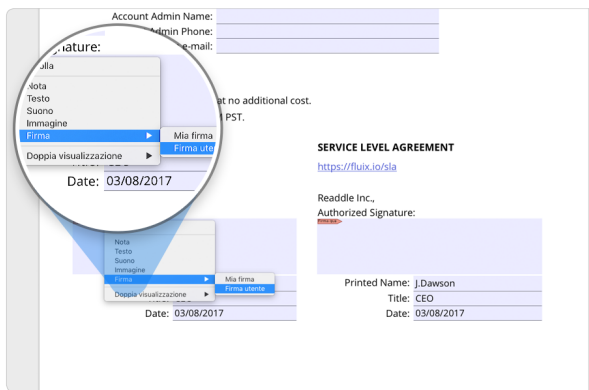 Account Admin Name:
Admin Phone:
e-mail:
nature:
olla
Nota
Testo
Suono
Immagine
Firma
Mia firma
Firma ute
Doppia visualizzazione
Date: 03/08/2017
at no additional cost.
PST.
SERVICE LEVEL AGREEMENT
https://fluix.io/sla
Readdle Inc.,
Authorized Signature:
Nota
Testo
Suono
Immagine
Firma
Mia firma
Firma utente
Doppia visualizzazione
Date: 03/08/2017
Printed Name: J.Dawson
Title: CEO
Date: 03/08/2017